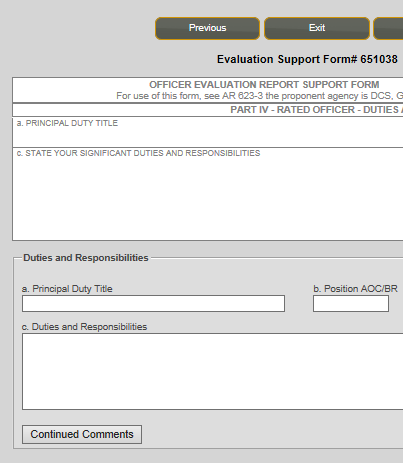 Previous Exit
Evaluation Support Form# 651038
OFFICER EVALUATION REPORT SUPPORT FORM
For use of this form, see AR 623-3 the proponent agency is DCS, G
PART IV - RATED OFFICER - DUTIES A
a. PRINCIPAL DUTY TITLE
c. STATE YOUR SIGNIFICANT DUTIES AND RESPONSIBILITIES
Duties and Responsibilities
a. Principal Duty Title b. Position AOC/BR
c. Duties and Responsibilities
Continued Comments